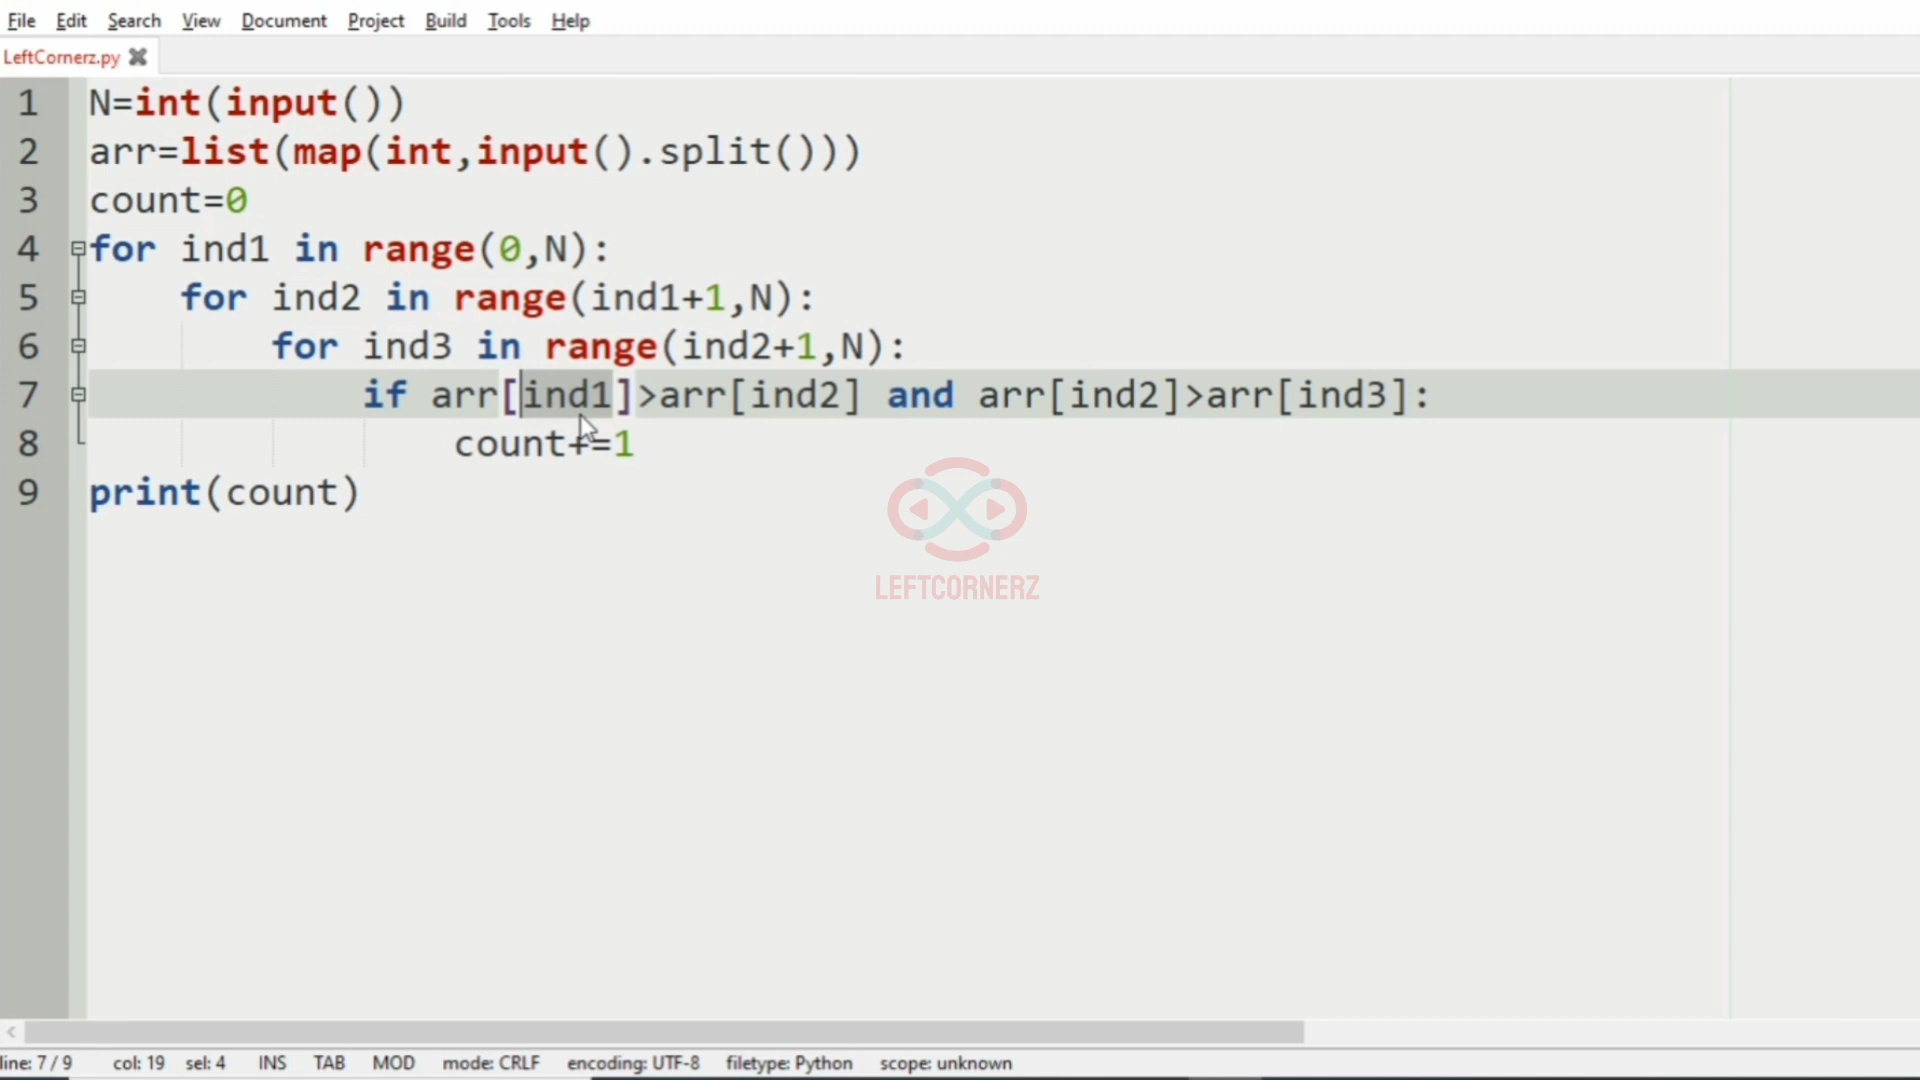 File Edit Search View Document Project Build Tools Help
LeftCornerz.py
1 N=int(input())
2 arr=list(map(int,input().split()))
3 count=0
4 for ind1 in range(0,N):
5     for ind2 in range(ind1+1,N):
6         for ind3 in range(ind2+1,N):
7             if arr[ind1]>arr[ind2] and arr[ind2]>arr[ind3]:
8                 count+=1
9 print(count)
LEFTCORNERZ
line: 7 / 9 col: 19 sel: 4 INS TAB MOD mode: CRLF encoding: UTF-8 filetype: Python scope: unknown